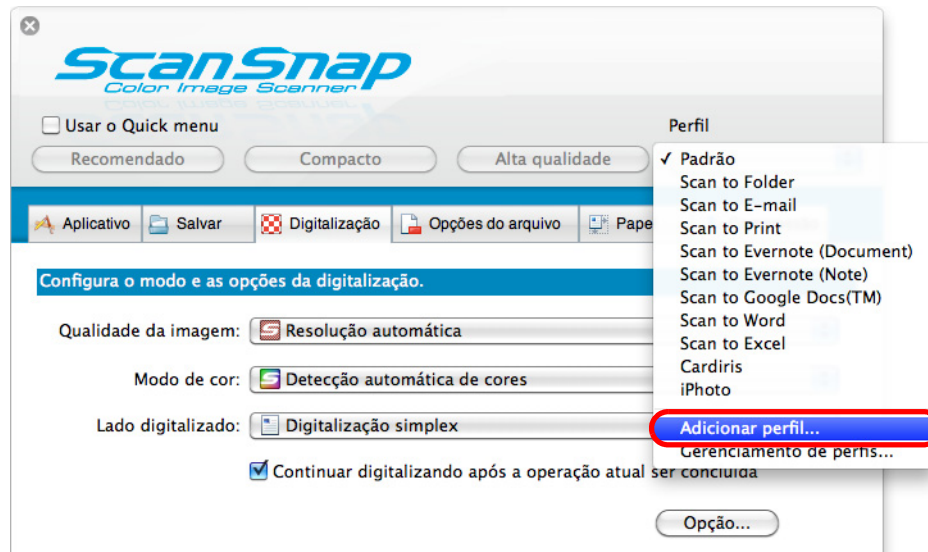 ScanSnap
Color Image Scanner
Usar o Quick menu
Perfil
Recomendado
Compacto
Alta qualidade
✓ Padrão
Scan to Folder
Scan to E-mail
Scan to Print
Scan to Evernote (Document)
Scan to Evernote (Note)
Scan to Google Docs(TM)
Scan to Word
Scan to Excel
Cardiris
iPhoto
Adicionar perfil...
Gerenciamento de perfis...
Aplicativo
Salvar
Digitalização
Opções do arquivo
Pape
Configura o modo e as opções da digitalização.
Qualidade da imagem: Resolução automática
Modo de cor: Detecção automática de cores
Lado digitalizado: Digitalização simplex
Continuar digitalizando após a operação atual ser concluída
Opção...